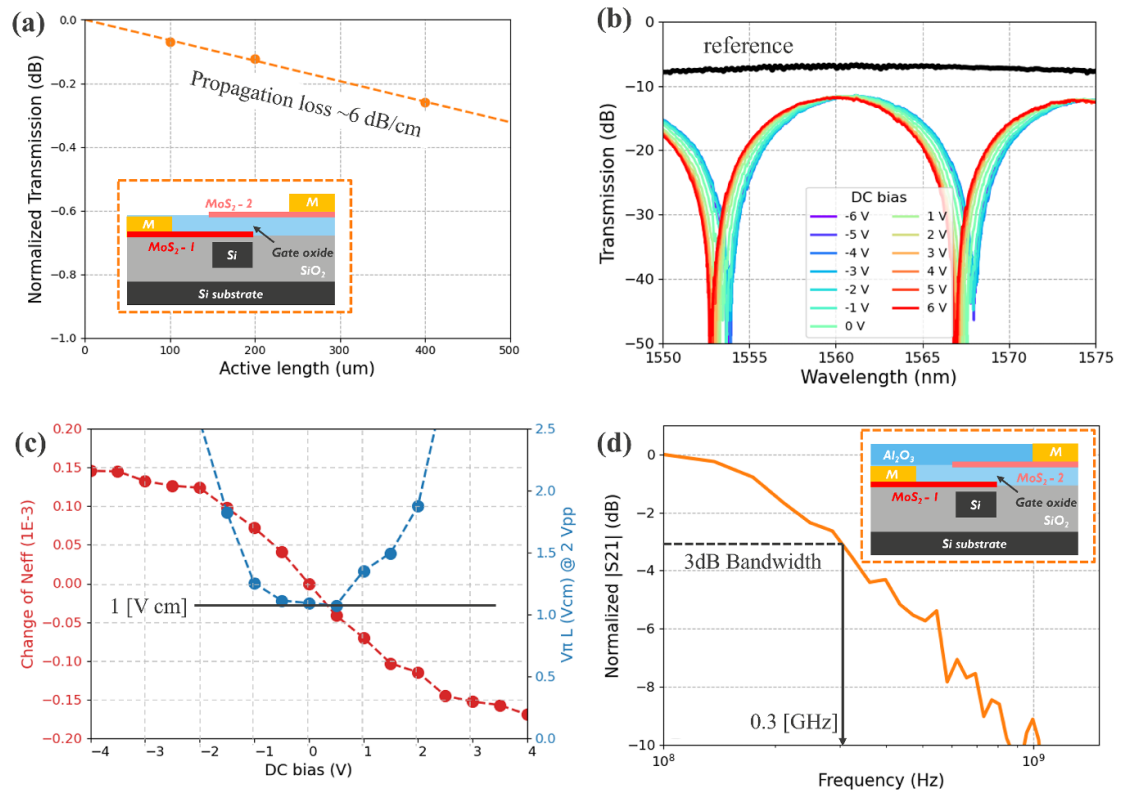 (a)
0.0
−0.2
−0.4
−0.6
−0.8
−1.0
Normalized Transmission (dB)
Propagation loss ~6 dB/cm
MoS2 - 2
M
M
MoS2 - 1
Gate oxide
Si
SiO2
Si substrate
0 100 200 300 400 500
Active length (um)
(b)
0
−10
−20
−30
−40
−50
Transmission (dB)
reference
DC bias
-6 V
-5 V
-4 V
-3 V
-2 V
-1 V
0 V
1 V
2 V
3 V
4 V
5 V
6 V
1550 1555 1560 1565 1570 1575
Wavelength (nm)
(c)
0.20
0.15
0.10
0.05
0.00
−0.05
−0.10
−0.15
−0.20
Change of Neff (1E-3)
1 [V cm]
2.5
2.0
1.5
1.0
0.5
0.0
Vπ L (Vcm) @ 2 Vpp
−4 −3 −2 −1 0 1 2 3 4
DC bias (V)
(d)
0
−2
−4
−6
−8
−10
Normalized |S21| (dB)
3dB Bandwidth
0.3 [GHz]
Al2O3
M
M
MoS2 - 2
MoS2 - 1
Gate oxide
Si
SiO2
Si substrate
10⁸ 10⁹
Frequency (Hz)